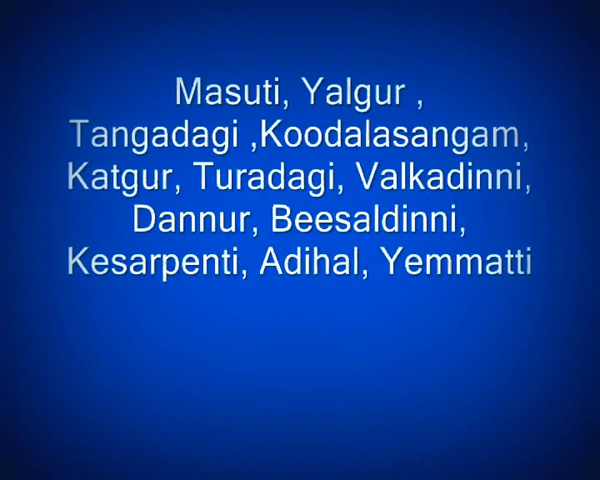 Masuti, Yalgur ,
Tangadagi ,Koodalasangam,
Katgur, Turadagi, Valkadinni,
Dannur, Beesaldinni,
Kesarpenti, Adihal, Yemmatti